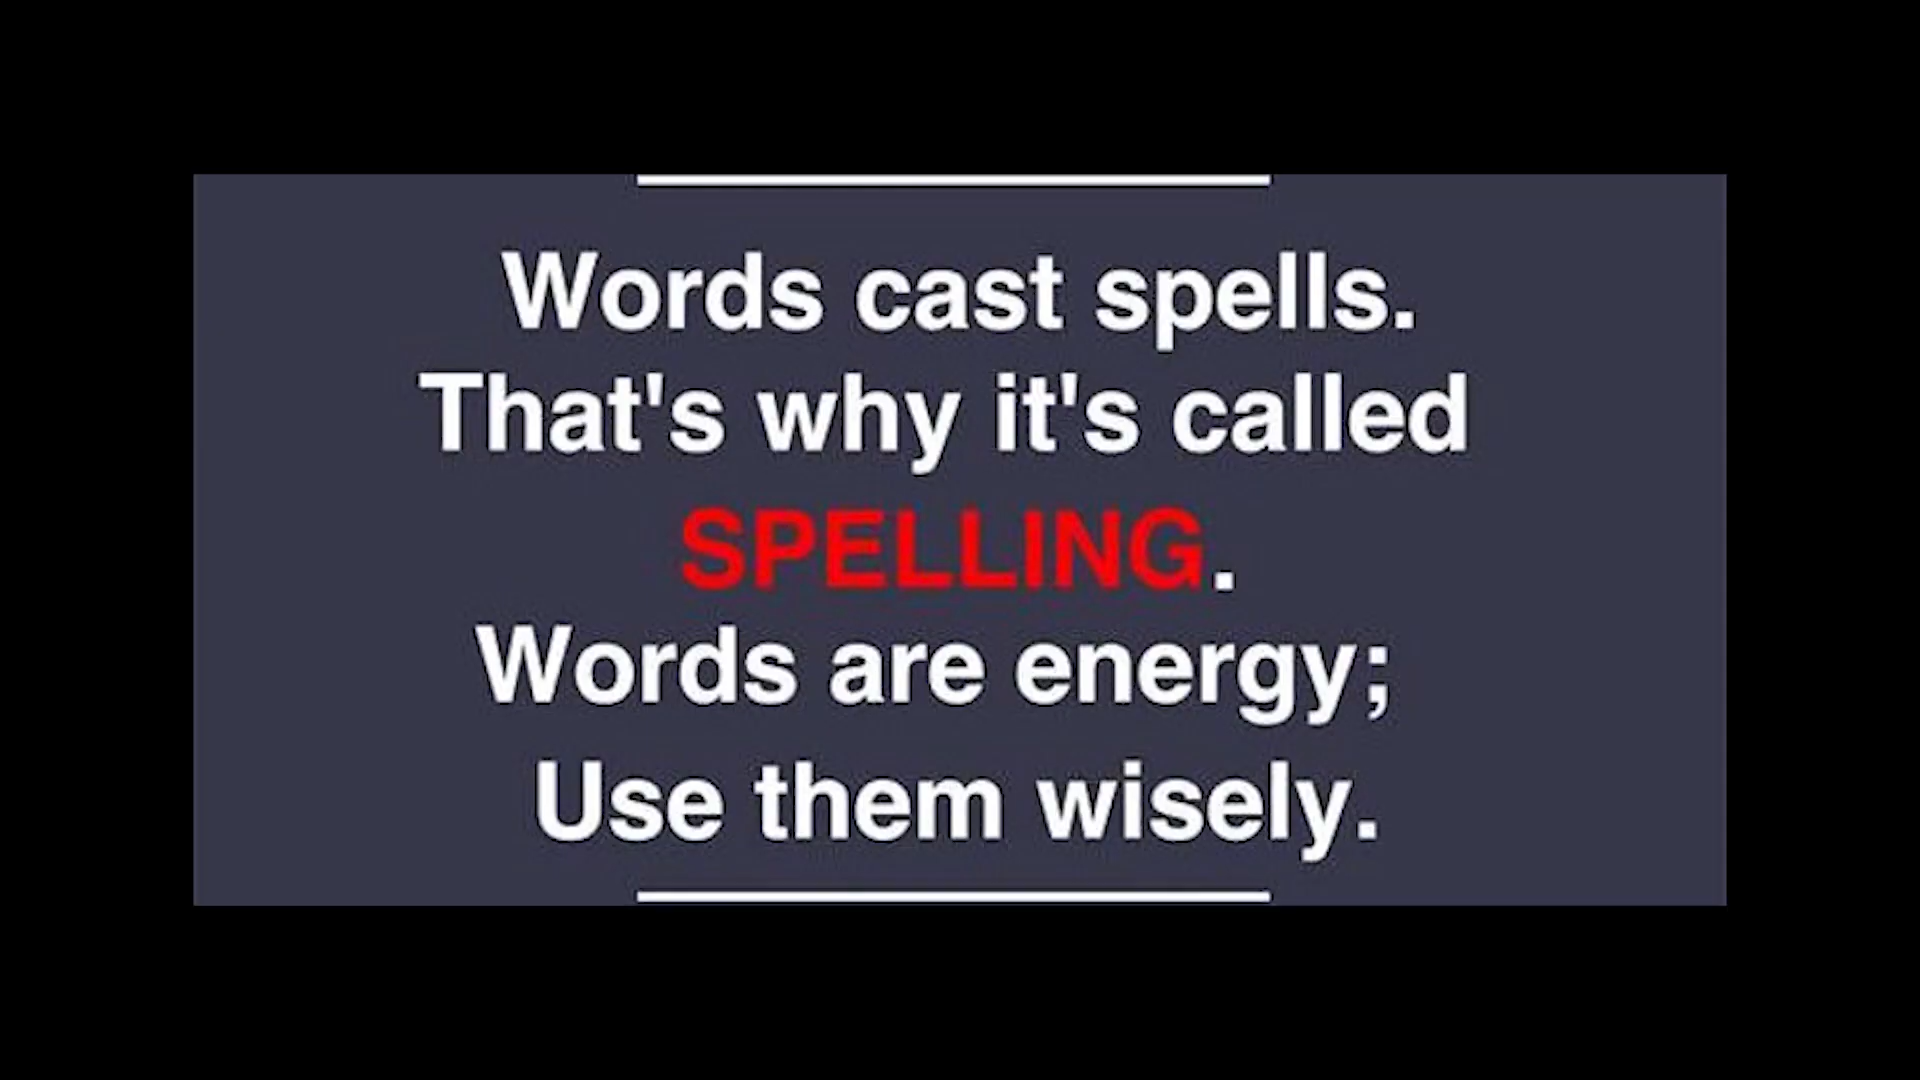 Words cast spells.
That's why it's called
SPELLING.
Words are energy;
Use them wisely.